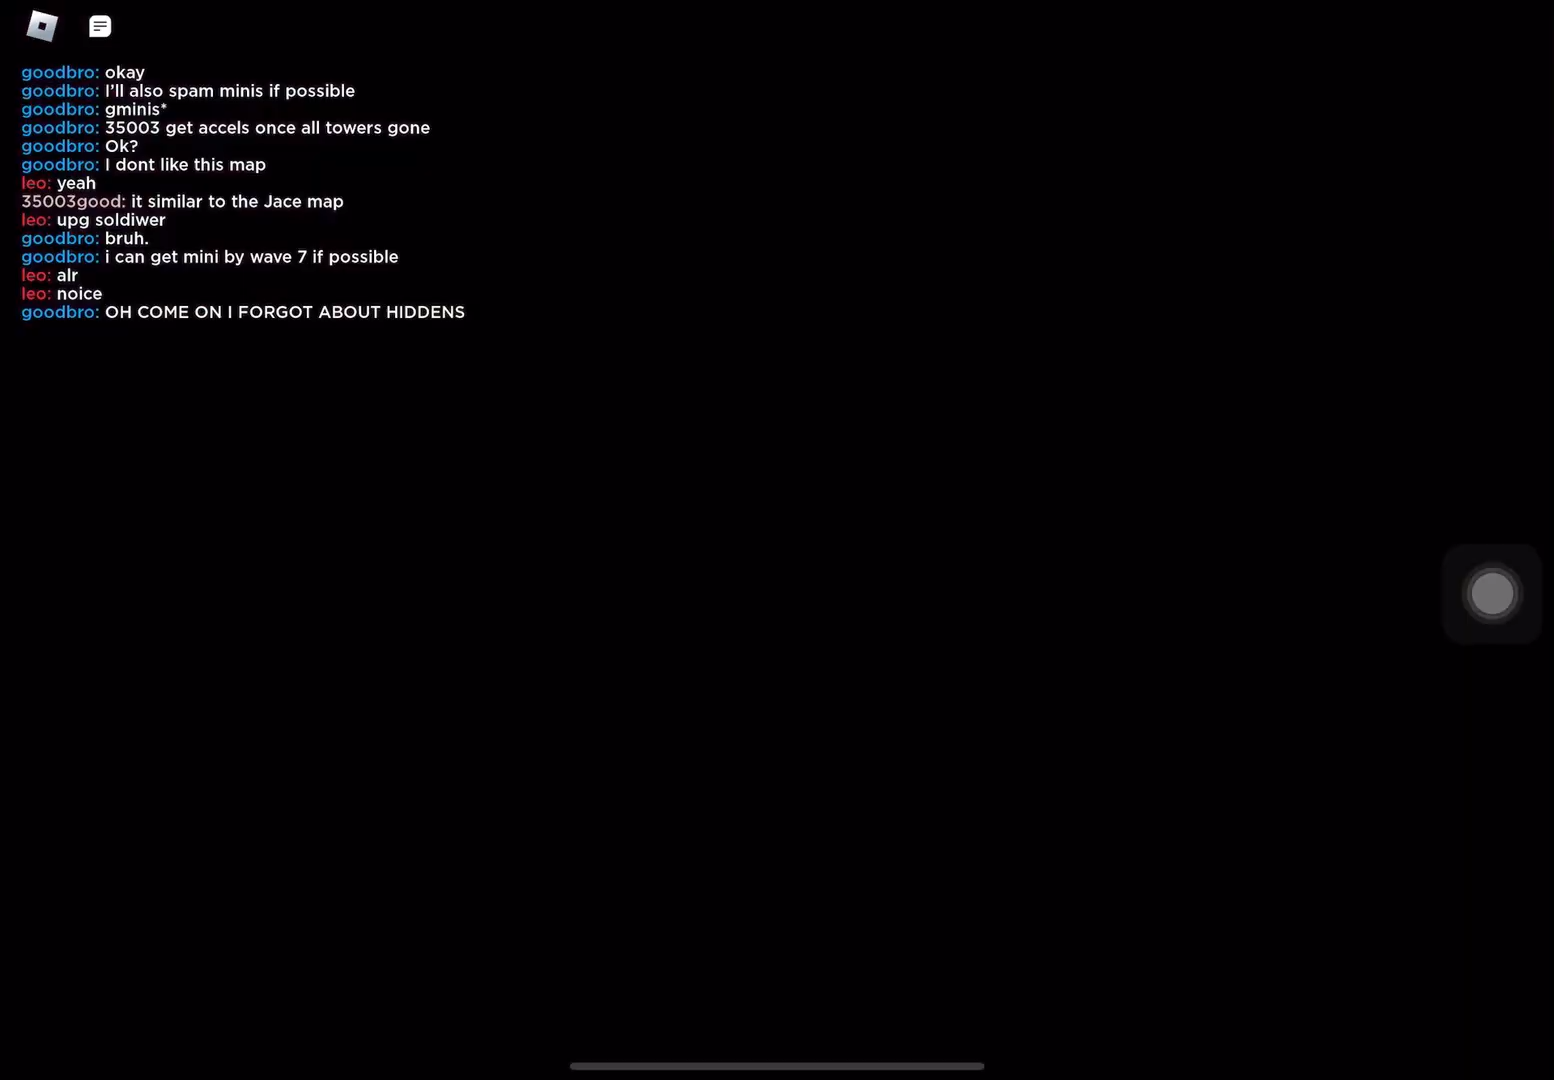 goodbro: okay
goodbro: I'll also spam minis if possible
goodbro: gminis*
goodbro: 35003 get accels once all towers gone
goodbro: Ok?
goodbro: I dont like this map
leo: yeah
35003good: it similar to the Jace map
leo: upg soldiwer
goodbro: bruh.
goodbro: i can get mini by wave 7 if possible
leo: alr
leo: noice
goodbro: OH COME ON I FORGOT ABOUT HIDDENS